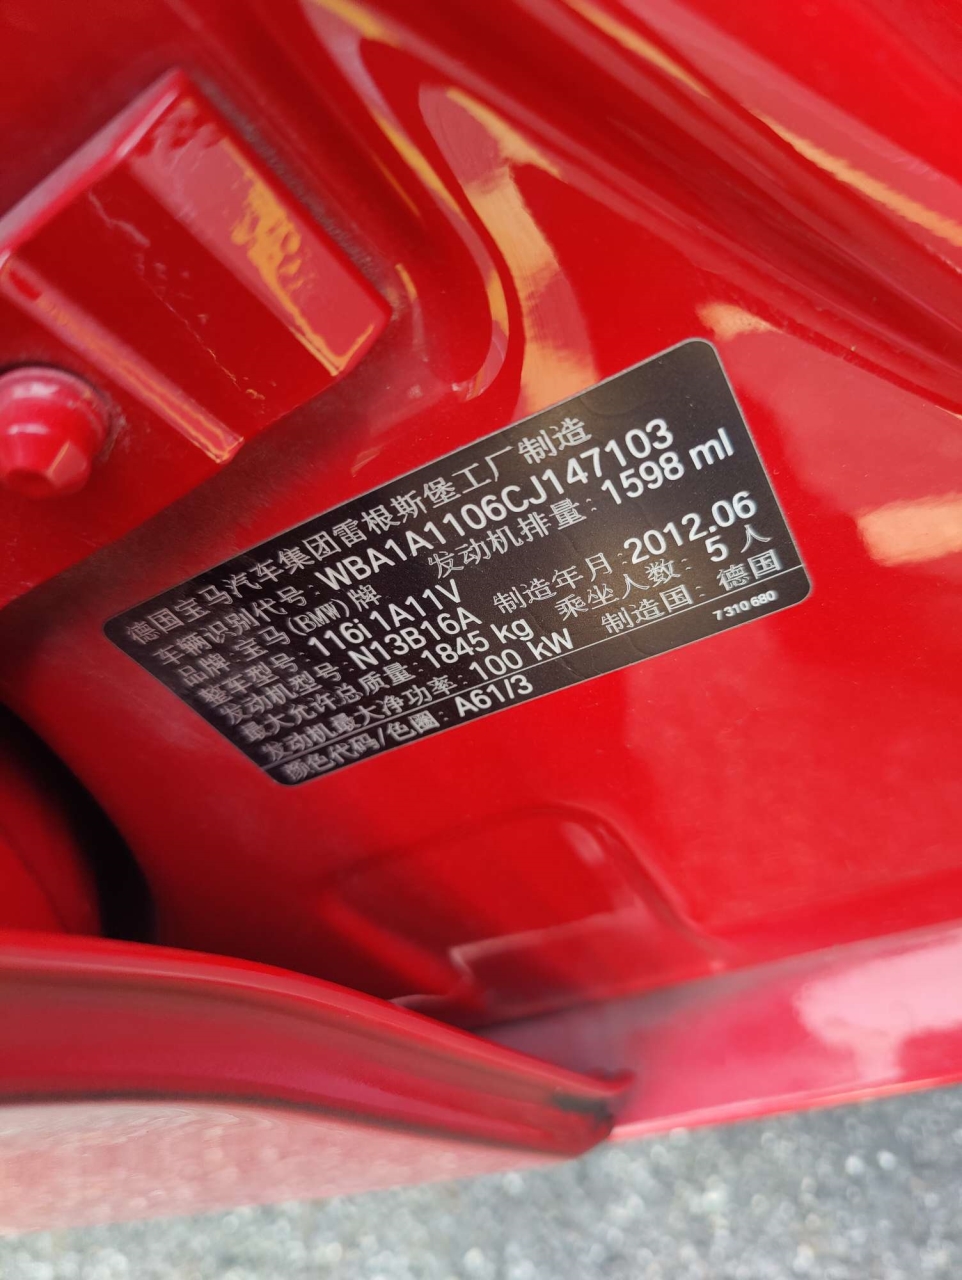 德国宝马汽车集团雷根斯堡工厂制造
车辆识别代号: WBA1A1106CJ147103
品牌: 宝马(BMW)牌 发动机排量: 1598 ml
整车型号: 116i 1A11V
发动机型号: N13B16A 制造年月: 2012.06
最大允许总质量: 1845 kg 乘坐人数: 5 人
发动机最大净功率: 100 kW 制造国: 德国
颜色代码/色圈: A61/3 7 310 680